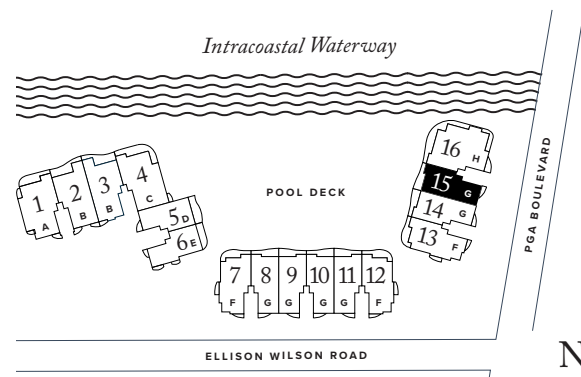 Intracoastal Waterway
POOL DECK
PGA BOULEVARD
1 A
2 B
3 B
4 C
5 D
6 E
7 F
8 G
9 G
10 G
11 G
12 F
13 F
14 G
15 G
16 H
ELLISON WILSON ROAD
N